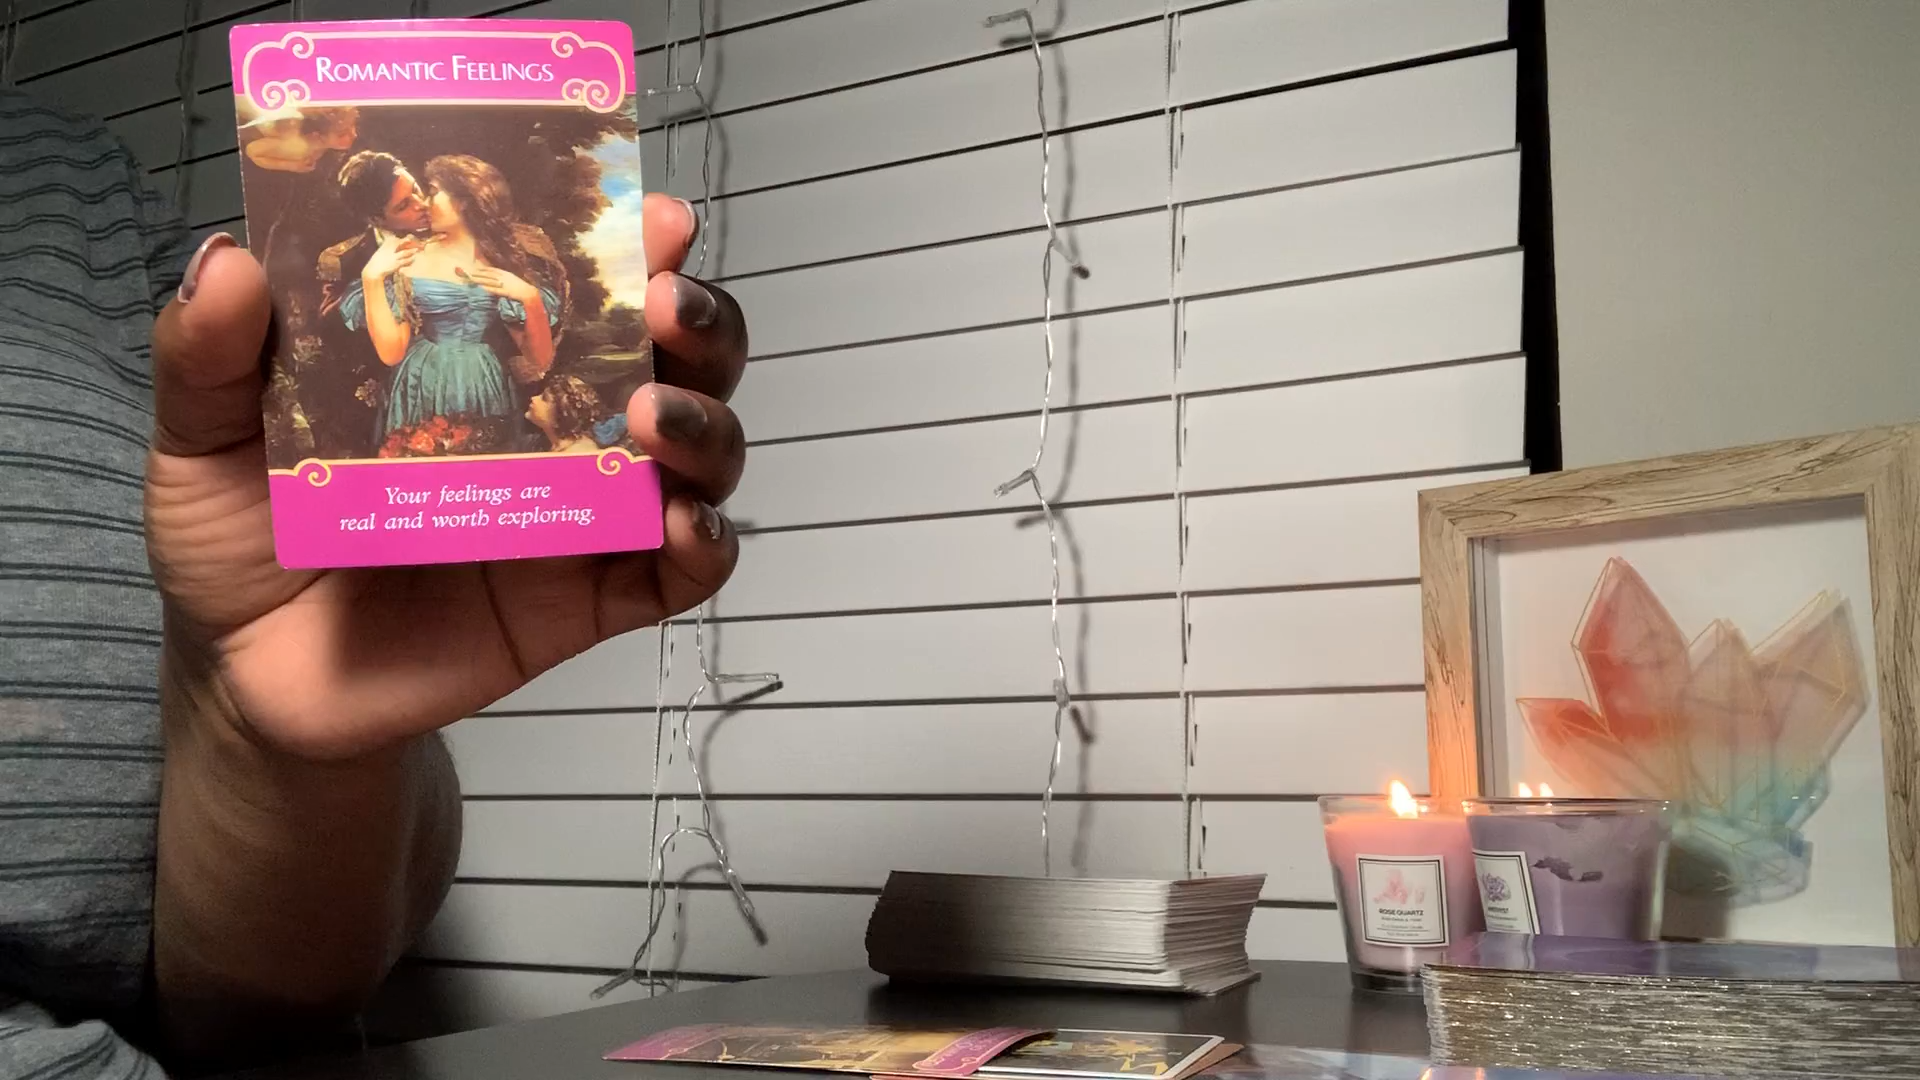 ROMANTIC FEELINGS
Your feelings are
real and worth exploring.
ROSE QUARTZ